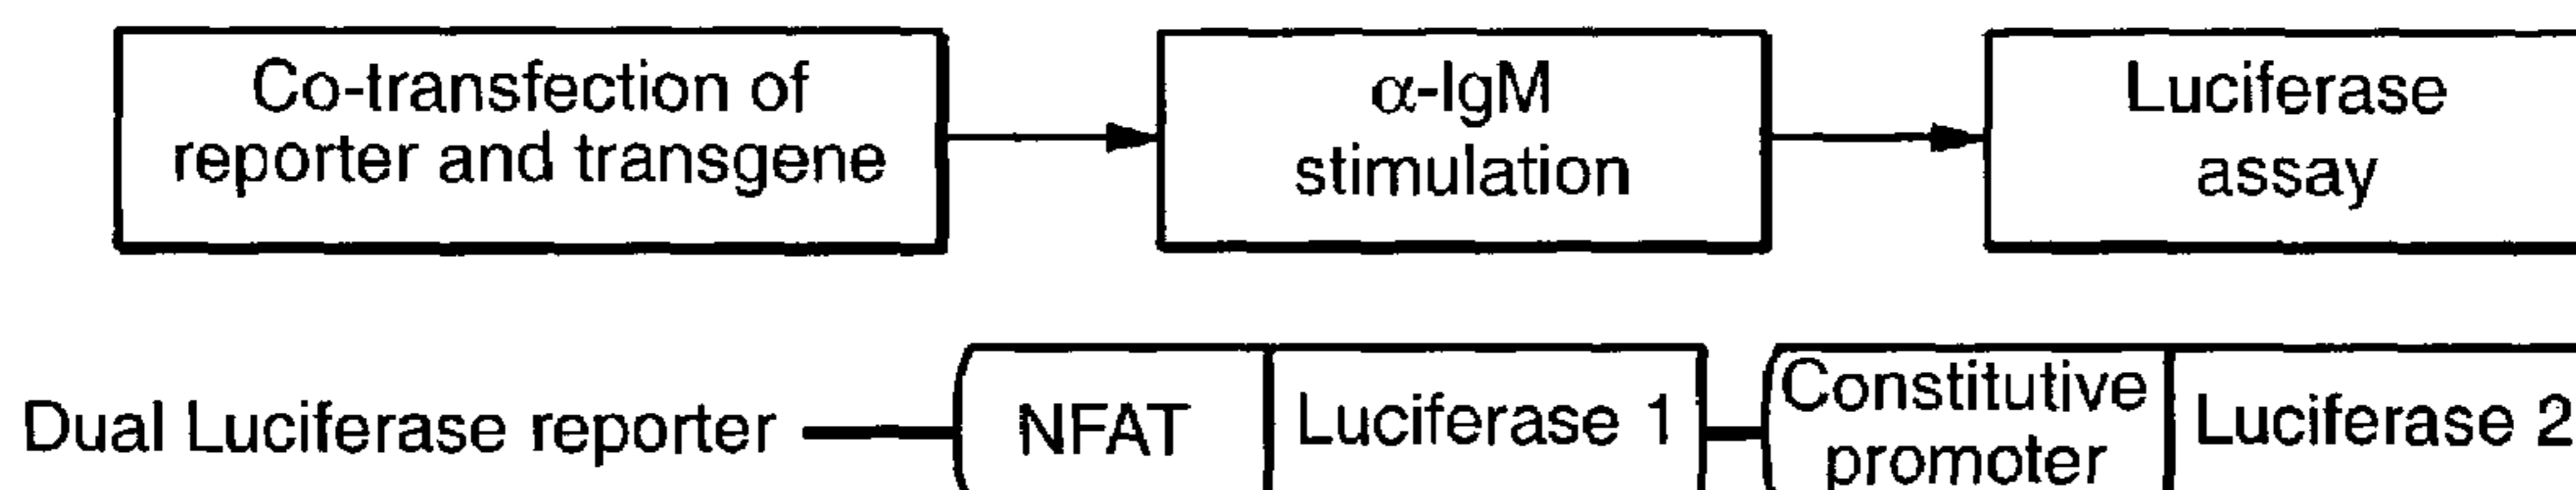 Co-transfection of
reporter and transgene
α-IgM
stimulation
Luciferase
assay
Dual Luciferase reporter
NFAT
Luciferase 1
Constitutive
promoter
Luciferase 2